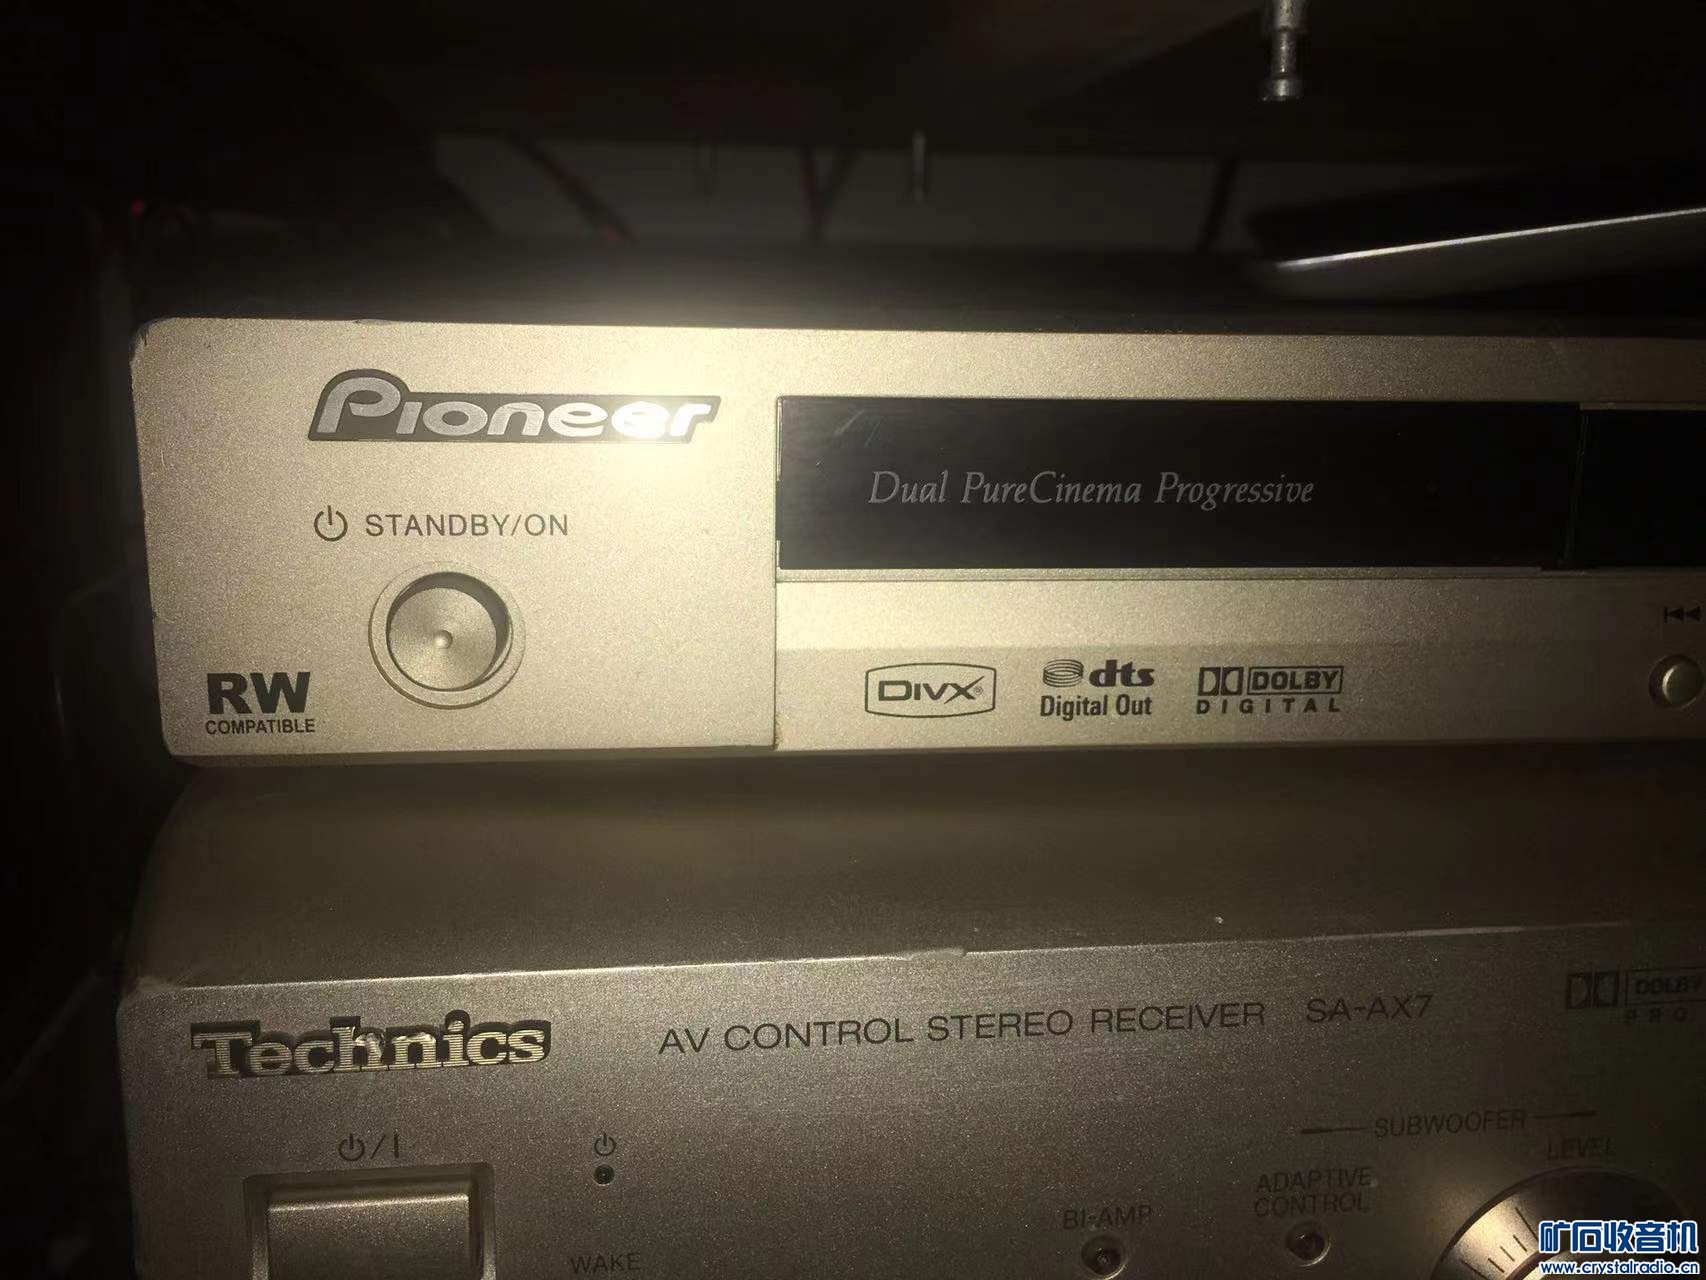 Pioneer
STANDBY/ON
RW
COMPATIBLE
Dual PureCinema Progressive
DIVX®
dts
Digital Out
DOLBY
DIGITAL
Technics
AV CONTROL STEREO RECEIVER SA-AX7
DOLBY
SUBWOOFER
LEVEL
ADAPTIVE
CONTROL
BI-AMP
WAKE
矿石收音机
www.crystalradio.cn